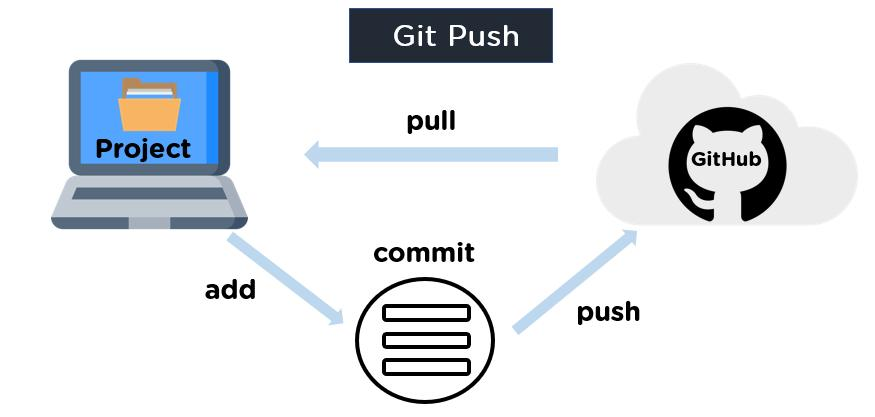 Git Push
pull
Project
GitHub
commit
add
push